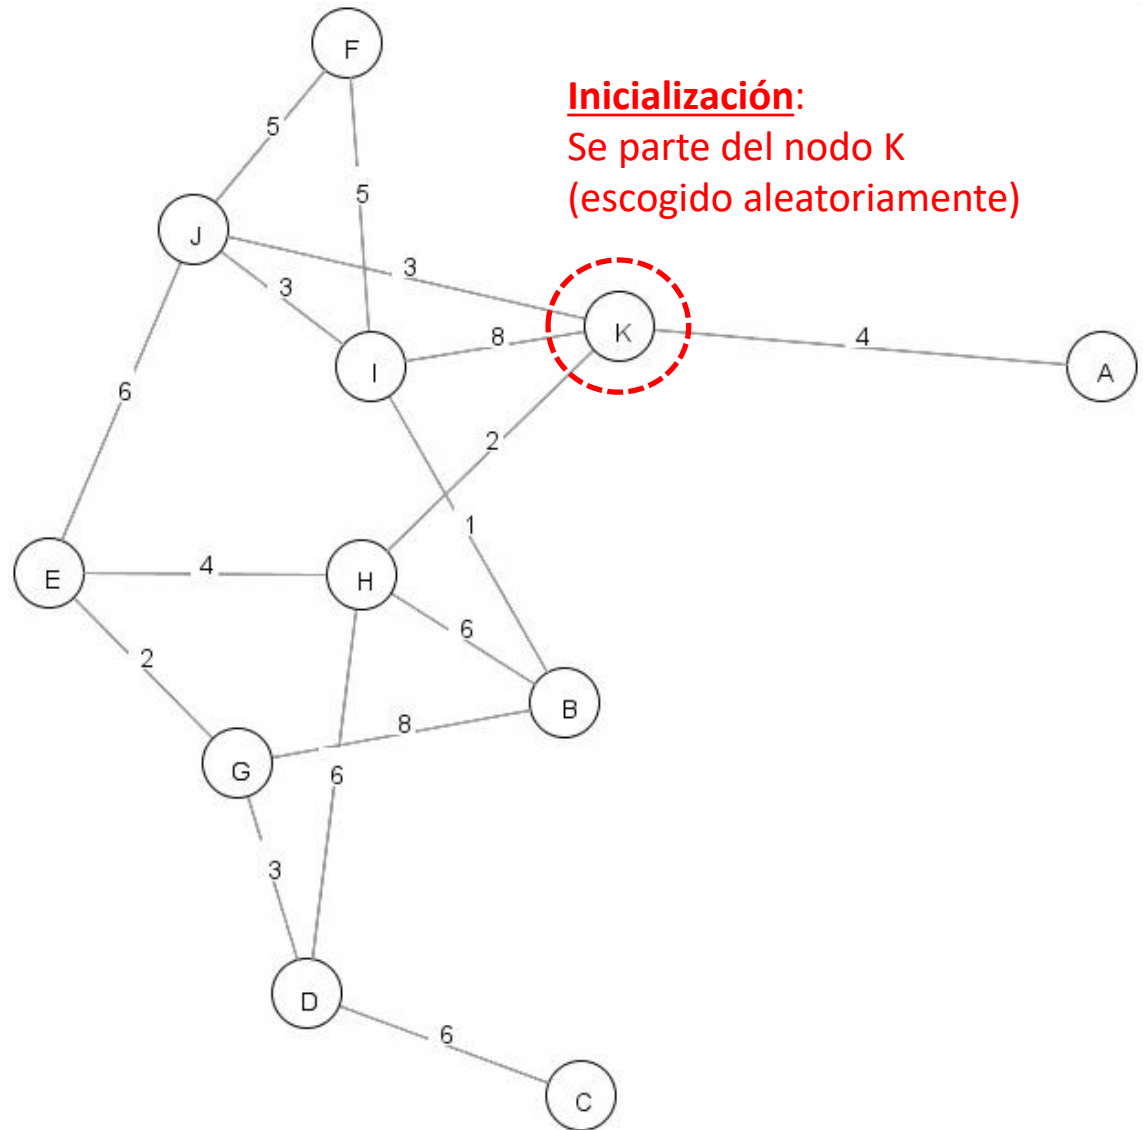 F
Inicialización:
Se parte del nodo K
(escogido aleatoriamente)
5
5
J
3
3
8
K
4
I
A
6
2
1
E
4
H
6
2
B
8
G
6
3
D
6
C